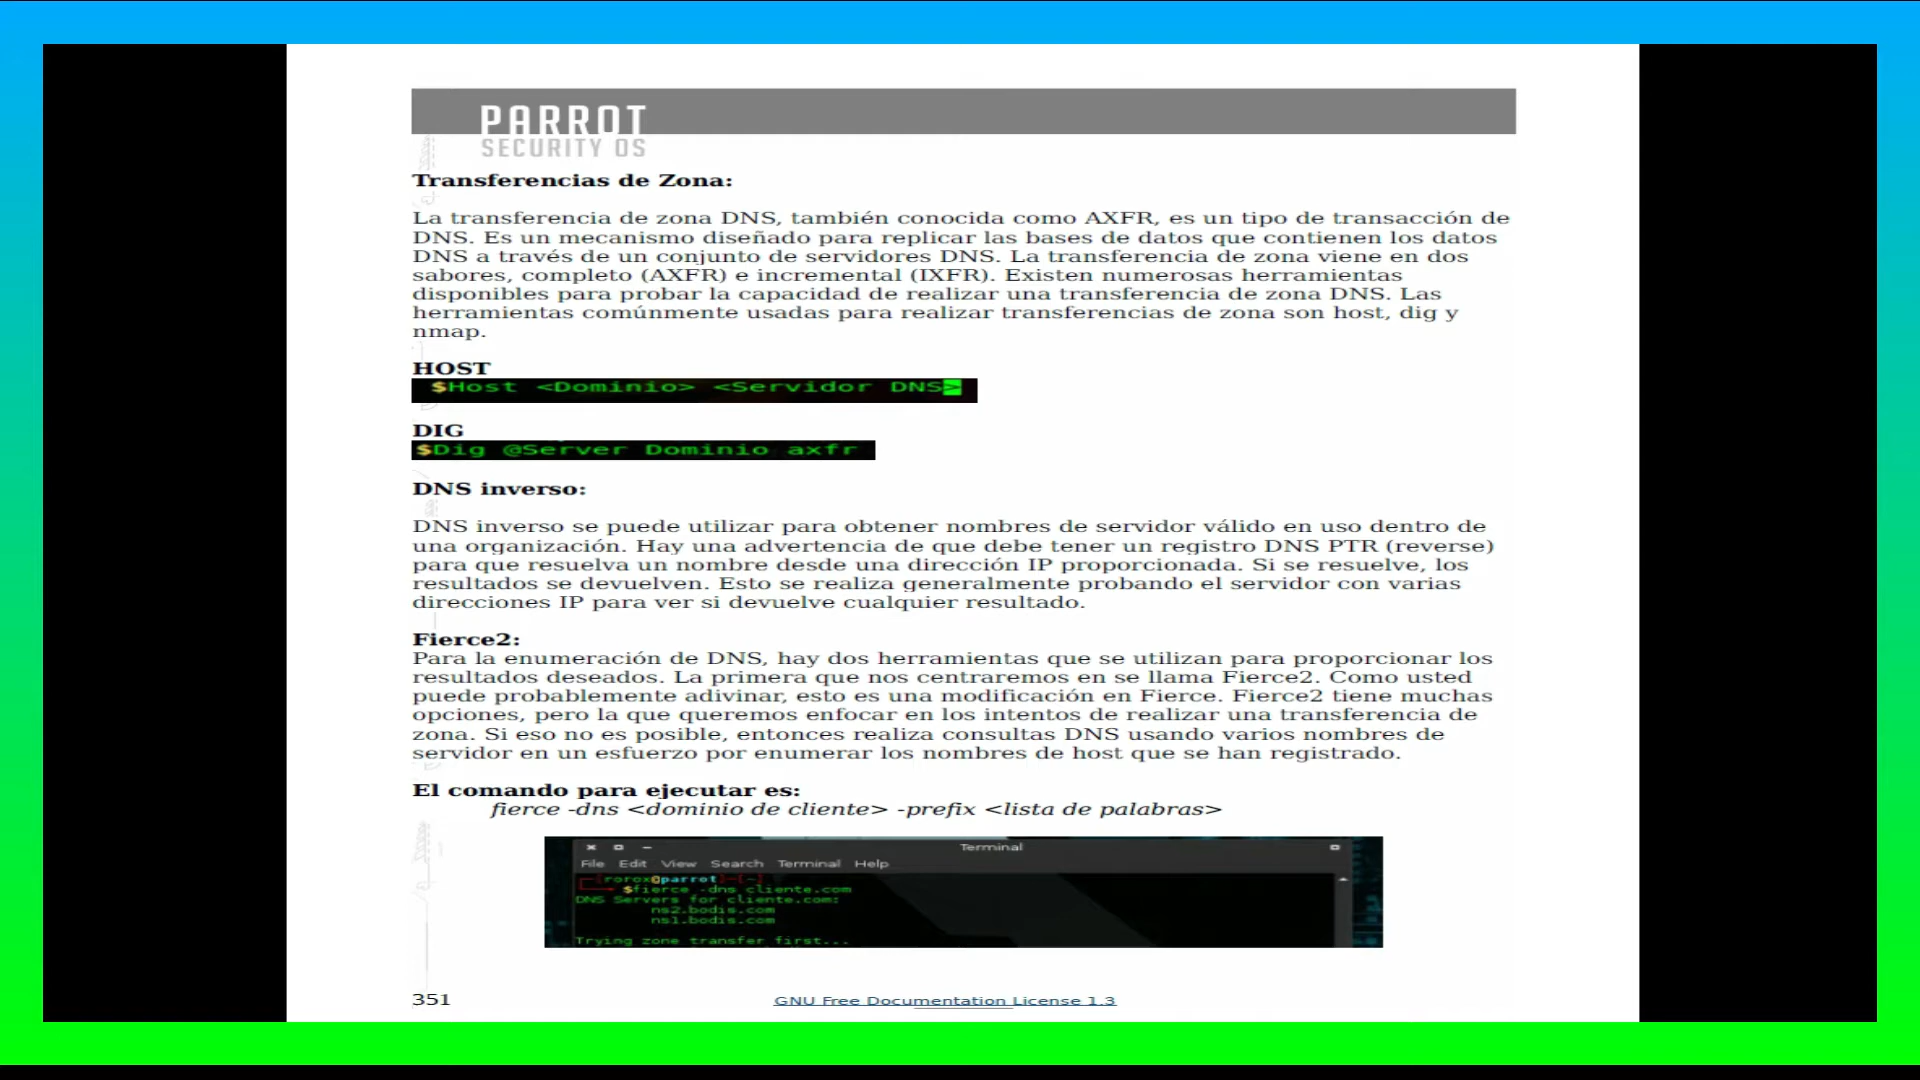 PARROT
SECURITY OS
Transferencias de Zona:
La transferencia de zona DNS, también conocida como AXFR, es un tipo de transacción de
DNS. Es un mecanismo diseñado para replicar las bases de datos que contienen los datos
DNS a través de un conjunto de servidores DNS. La transferencia de zona viene en dos
sabores, completo (AXFR) e incremental (IXFR). Existen numerosas herramientas
disponibles para probar la capacidad de realizar una transferencia de zona DNS. Las
herramientas comúnmente usadas para realizar transferencias de zona son host, dig y
nmap.
HOST
$Host <Dominio> <Servidor DNS>
DIG
$Dig @Server Dominio axfr
DNS inverso:
DNS inverso se puede utilizar para obtener nombres de servidor válido en uso dentro de
una organización. Hay una advertencia de que debe tener un registro DNS PTR (reverse)
para que resuelva un nombre desde una dirección IP proporcionada. Si se resuelve, los
resultados se devuelven. Esto se realiza generalmente probando el servidor con varias
direcciones IP para ver si devuelve cualquier resultado.
Fierce2:
Para la enumeración de DNS, hay dos herramientas que se utilizan para proporcionar los
resultados deseados. La primera que nos centraremos en se llama Fierce2. Como usted
puede probablemente adivinar, esto es una modificación en Fierce. Fierce2 tiene muchas
opciones, pero la que queremos enfocar en los intentos de realizar una transferencia de
zona. Si eso no es posible, entonces realiza consultas DNS usando varios nombres de
servidor en un esfuerzo por enumerar los nombres de host que se han registrado.
El comando para ejecutar es:
fierce -dns <dominio de cliente> -prefix <lista de palabras>
Terminal
File Edit View Search Terminal Help
[rorox@parrot]-[~]
$fierce -dns cliente.com
DNS Servers for cliente.com:
ns2.bodis.com
ns1.bodis.com
Trying zone transfer first...
351
GNU Free Documentation License 1.3